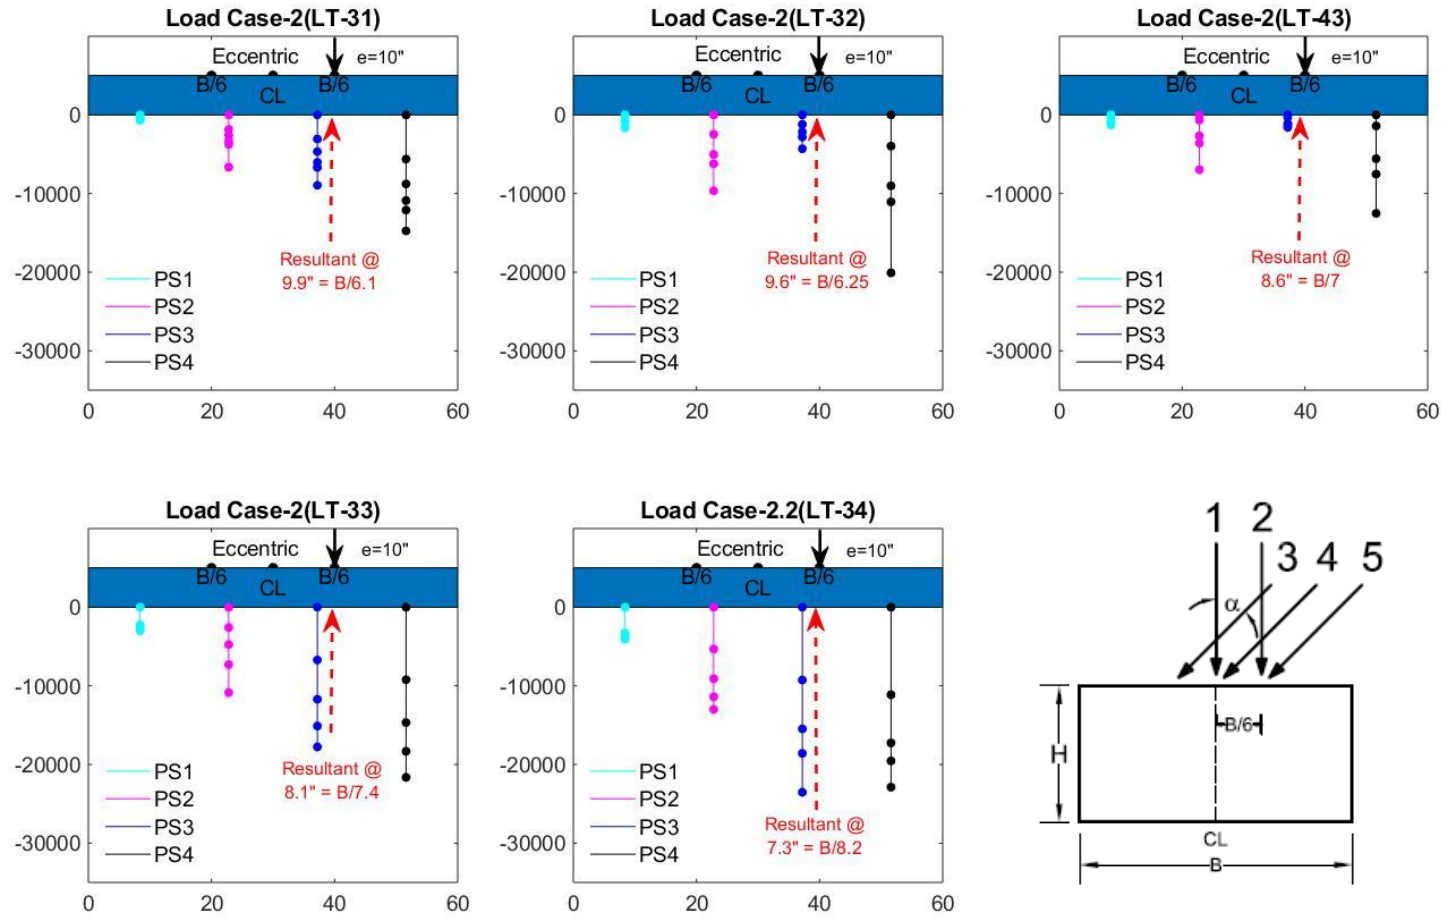 Load Case-2(LT-31)
Eccentric e=10"
B/6 B/6
CL
0
-10000
-20000
-30000
Resultant @
9.9" = B/6.1
PS1
PS2
PS3
PS4
0 20 40 60
Load Case-2(LT-32)
Eccentric e=10"
B/6 B/6
CL
0
-10000
-20000
-30000
Resultant @
9.6" = B/6.25
PS1
PS2
PS3
PS4
0 20 40 60
Load Case-2(LT-43)
Eccentric e=10"
B/6 B/6
CL
0
-10000
-20000
-30000
Resultant @
8.6" = B/7
PS1
PS2
PS3
PS4
0 20 40 60
Load Case-2(LT-33)
Eccentric e=10"
B/6 B/6
CL
0
-10000
-20000
-30000
Resultant @
8.1" = B/7.4
PS1
PS2
PS3
PS4
0 20 40 60
Load Case-2.2(LT-34)
Eccentric e=10"
B/6 B/6
CL
0
-10000
-20000
-30000
Resultant @
7.3" = B/8.2
PS1
PS2
PS3
PS4
0 20 40 60
1 2
3 4 5
α
B/6
H
CL
B